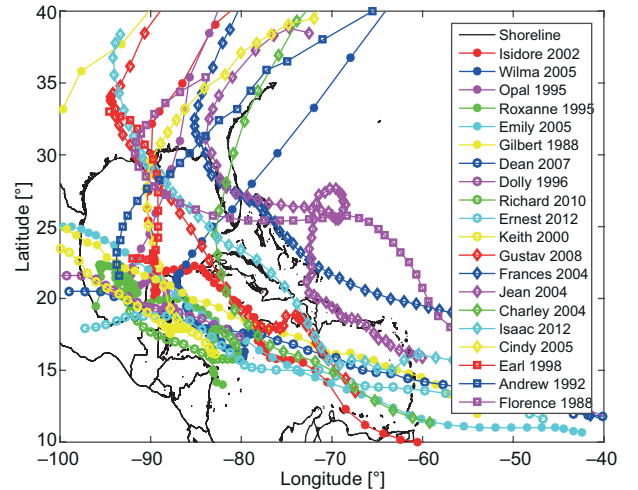 40
35
30
25
20
15
10
Latitude [°]
–100
–90
–80
–70
–60
–50
–40
Longitude [°]
Shoreline
Isidore 2002
Wilma 2005
Opal 1995
Roxanne 1995
Emily 2005
Gilbert 1988
Dean 2007
Dolly 1996
Richard 2010
Ernest 2012
Keith 2000
Gustav 2008
Frances 2004
Jean 2004
Charley 2004
Isaac 2012
Cindy 2005
Earl 1998
Andrew 1992
Florence 1988